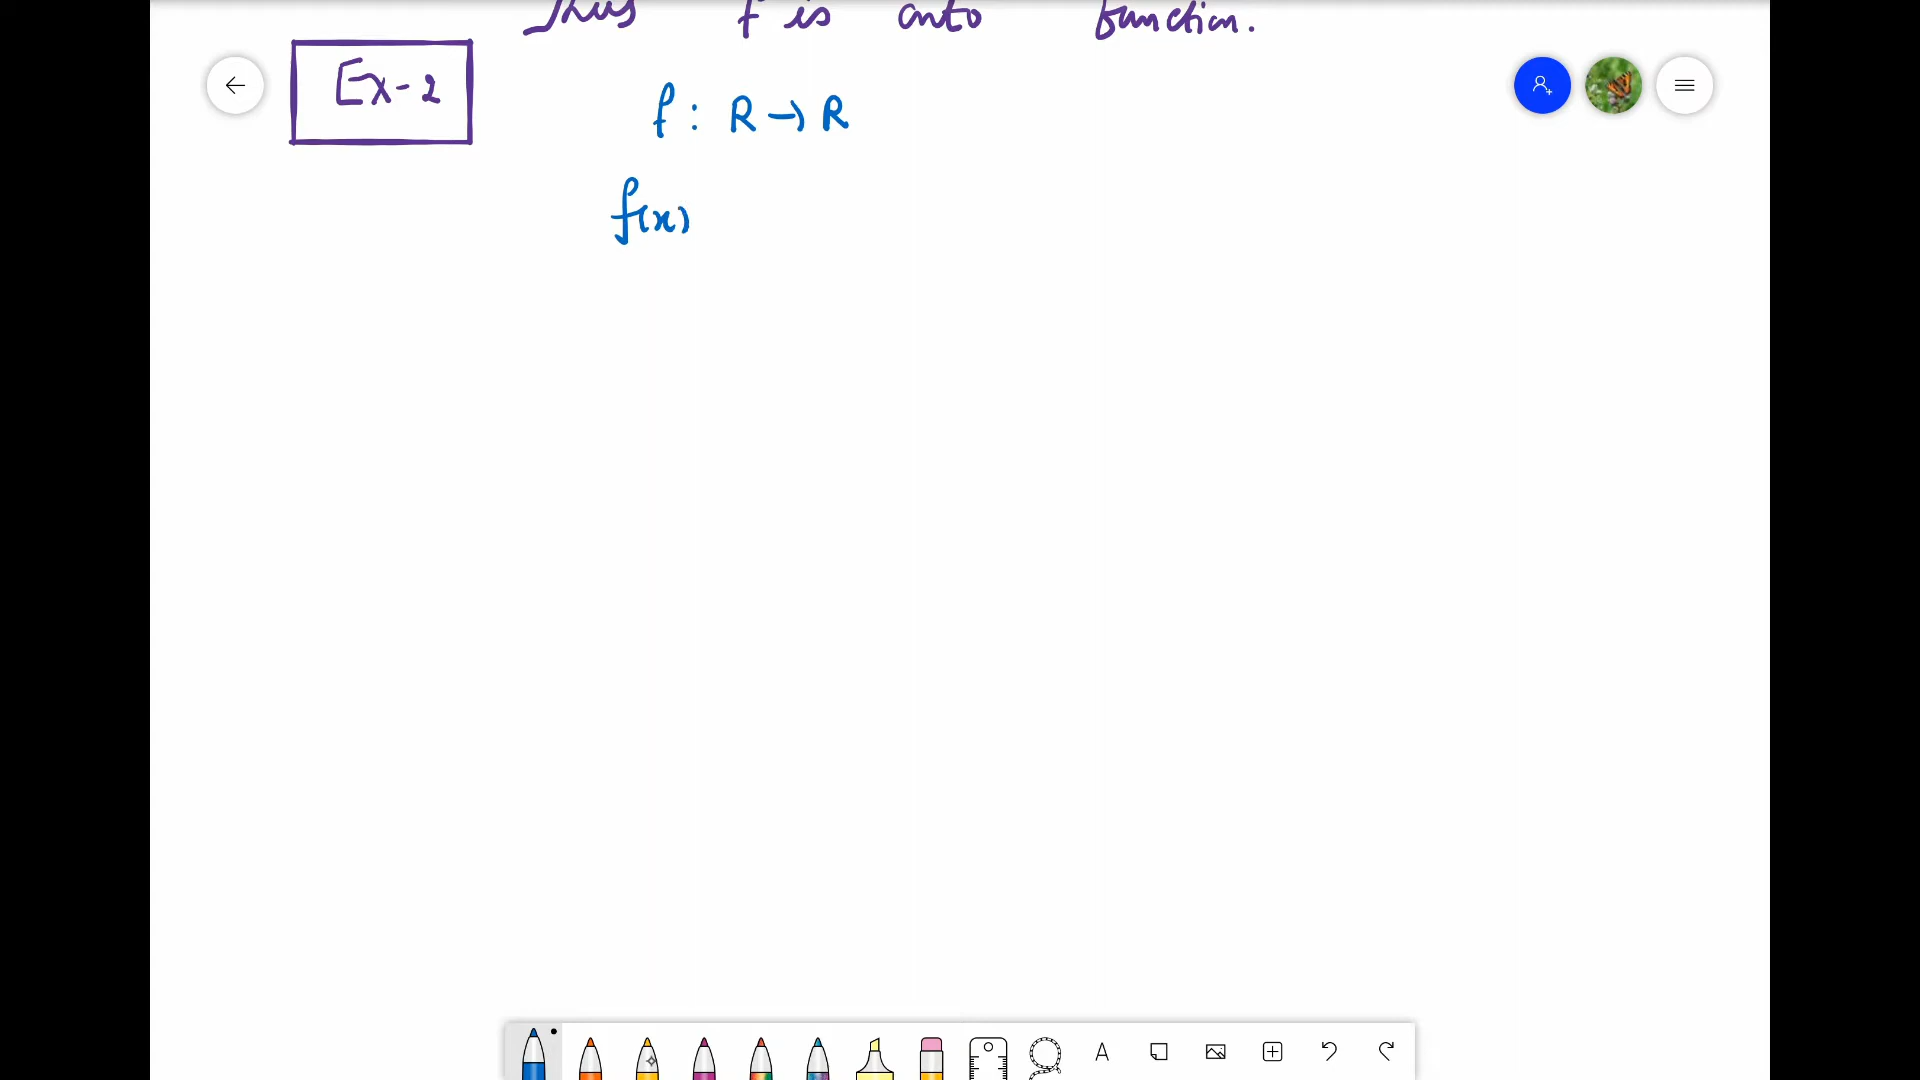 Thus f is onto function.
Ex-2
f : R → R
f(x)
A